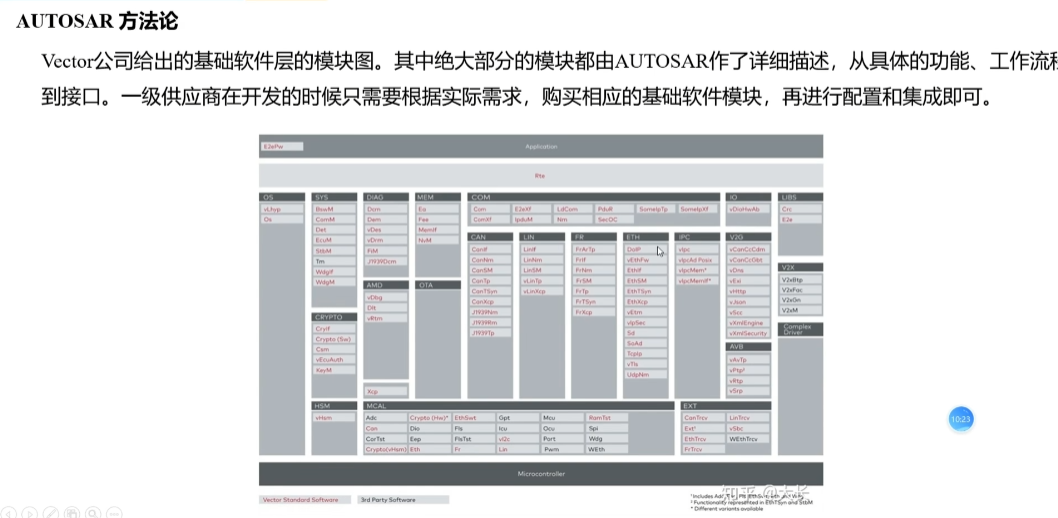 AUTOSAR 方法论
Vector公司给出的基础软件层的模块图。其中绝大部分的模块都由AUTOSAR作了详细描述，从具体的功能、工作流程
到接口。一级供应商在开发的时候只需要根据实际需求，购买相应的基础软件模块，再进行配置和集成即可。
E2ePw
Application
Rte
OS
vLhyp
Os
SYS
BswM
ComM
Det
EcuM
StbM
Tm
WdgIf
WdgM
CRYPTO
CryIf
Crypto (Sw)
Csm
vEcuAuth
KeyM
HSM
vHsm
DIAG
Dcm
Dem
vDes
vDrm
FiM
J1939Dcm
AMD
vDbg
Dlt
vRtm
Xcp
MEM
Ea
Fee
MemIf
NvM
OTA
COM
Com
E2eXf
LdCom
PduR
SomeIpTp
SomeIpXf
ComXf
IpduM
Nm
SecOC
CAN
CanIf
CanNm
CanSM
CanTp
CanTSyn
CanXcp
J1939Nm
J1939Rm
J1939Tp
LIN
LinIf
LinNm
LinSM
vLinTp
vLinXcp
FR
FrArTp
FrIf
FrNm
FrSM
FrTp
FrTSyn
FrXcp
ETH
DoIP
vEthFw
EthIf
EthSM
EthTSyn
EthXcp
vEtm
vIpSec
Sd
SoAd
TcpIp
vTls
UdpNm
IPC
vIpc
vIpcAd Posix
vIpcMem*
vIpcMemIf*
IO
vDioHwAb
V2G
vCanCcCdm
vCanCcGbt
vDns
vExi
vHttp
vJson
vScc
vXmlEngine
vXmlSecurity
AVB
vAvTp
vPtp²
vRtp
vSrp
LIBS
Crc
E2e
V2X
V2xBtp
V2xFac
V2xGn
V2xM
Complex
Driver
MCAL
Adc
Crypto (Hw)*
EthSwt
Gpt
Mcu
RamTst
Can
Dio
Fls
Icu
Ocu
Spi
CorTst
Eep
FlsTst
vI2c
Port
Wdg
Crypto(vHsm)
Eth
Fr
Lin
Pwm
WEth
EXT
CanTrcv
LinTrcv
Ext¹
vSbc
EthTrcv
WEthTrcv
FrTrcv
Microcontroller
Vector Standard Software
3rd Party Software
² Functionality represented in EthTSyn and StbM
* Different variants available
10:23